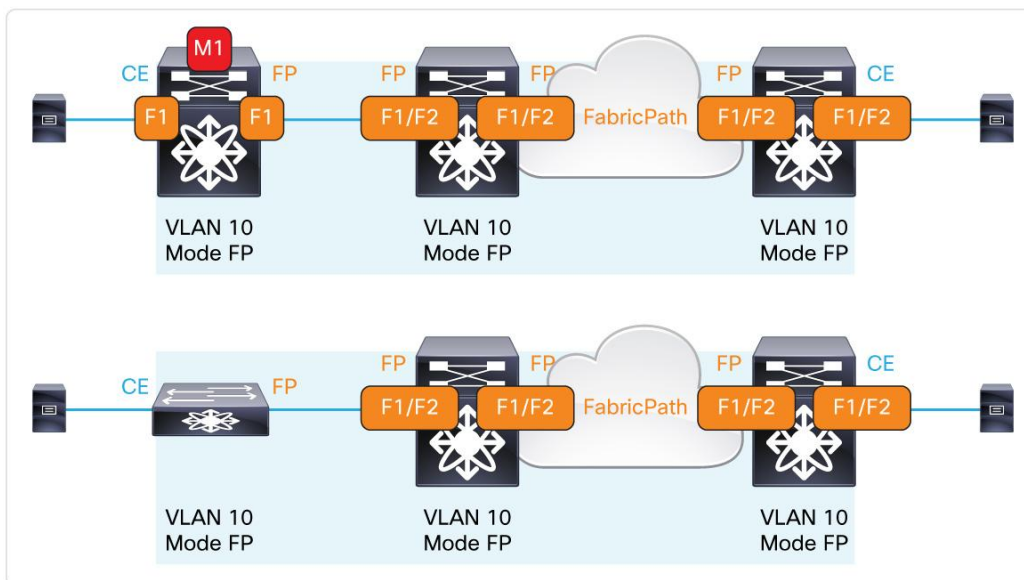 M1
CE FP FP FP FP CE
F1 F1 F1/F2 F1/F2 FabricPath F1/F2 F1/F2
VLAN 10 VLAN 10 VLAN 10
Mode FP Mode FP Mode FP
FP FP FP CE
CE FP
F1/F2 F1/F2 FabricPath F1/F2 F1/F2
VLAN 10 VLAN 10 VLAN 10
Mode FP Mode FP Mode FP